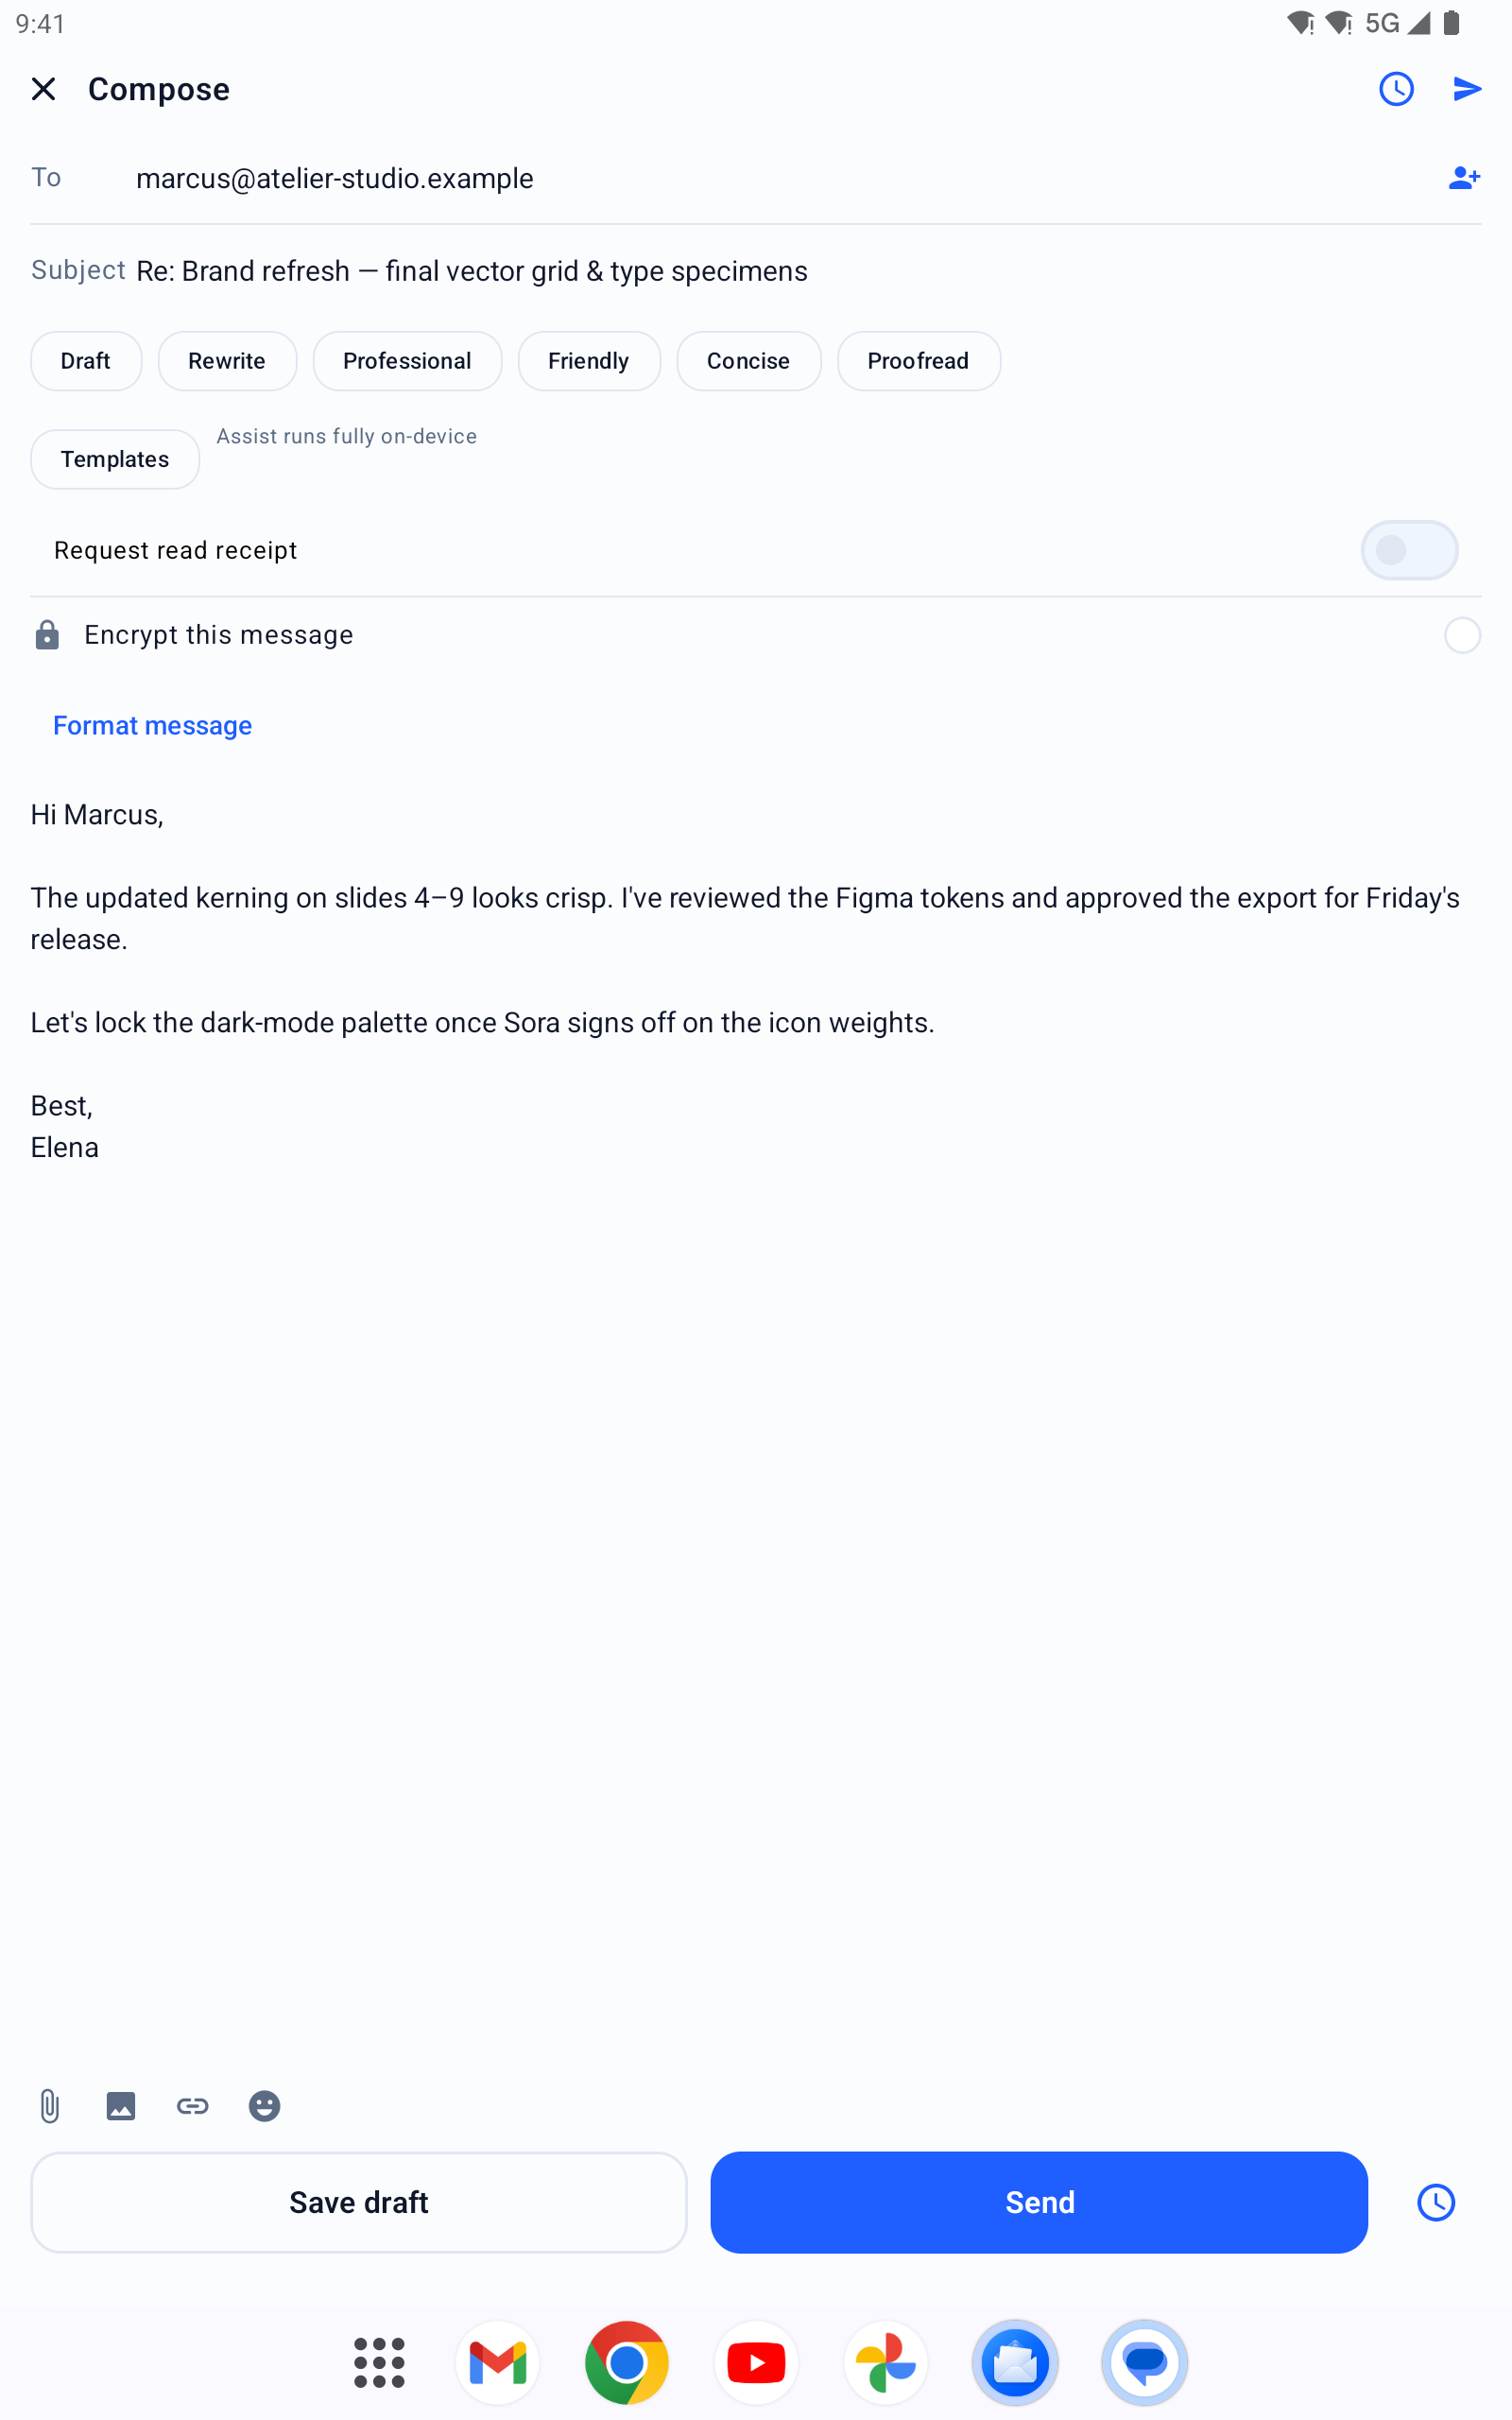 9:41
5G
Compose
To marcus@atelier-studio.example
Subject Re: Brand refresh — final vector grid & type specimens
Draft Rewrite Professional Friendly Concise Proofread
Templates Assist runs fully on-device
Request read receipt
Encrypt this message
Format message
Hi Marcus,
The updated kerning on slides 4–9 looks crisp. I've reviewed the Figma tokens and approved the export for Friday's
release.
Let's lock the dark-mode palette once Sora signs off on the icon weights.
Best,
Elena
Save draft Send